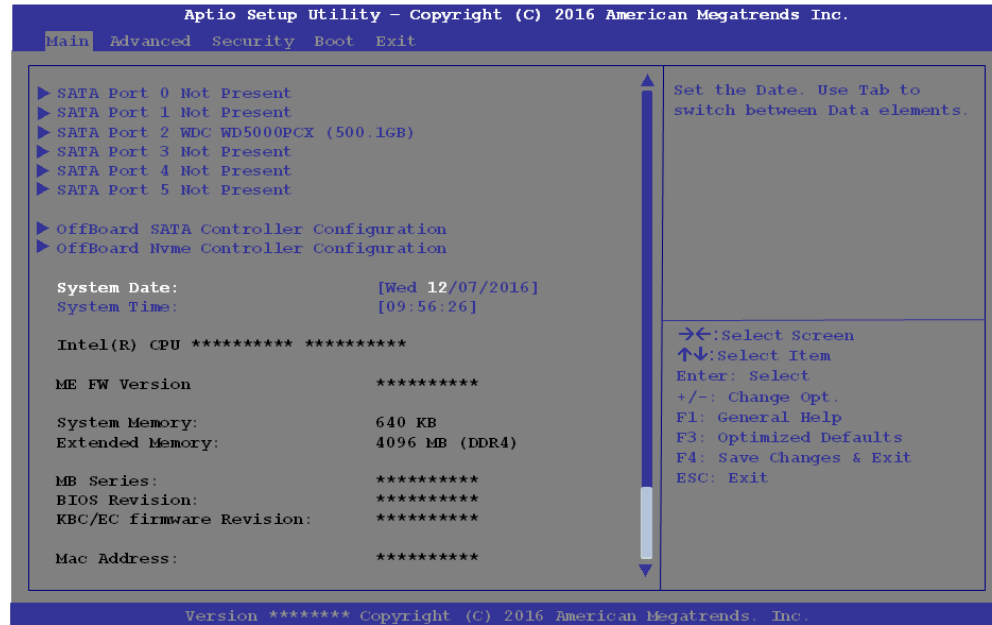 Aptio Setup Utility – Copyright (C) 2016 American Megatrends Inc.
Main Advanced Security Boot Exit
SATA Port 0 Not Present
SATA Port 1 Not Present
SATA Port 2 WDC WD5000PCX (500.1GB)
SATA Port 3 Not Present
SATA Port 4 Not Present
SATA Port 5 Not Present
OffBoard SATA Controller Configuration
OffBoard Nvme Controller Configuration
System Date: [Wed 12/07/2016]
System Time: [09:56:26]
Intel(R) CPU ********** **********
ME FW Version **********
System Memory: 640 KB
Extended Memory: 4096 MB (DDR4)
MB Series: **********
BIOS Revision: **********
KBC/EC firmware Revision: **********
Mac Address: **********
Set the Date. Use Tab to
switch between Data elements.
→←:Select Screen
↑↓:Select Item
Enter: Select
+/-: Change Opt.
F1: General Help
F3: Optimized Defaults
F4: Save Changes & Exit
ESC: Exit
Version ******** Copyright (C) 2016 American Megatrends. Inc.